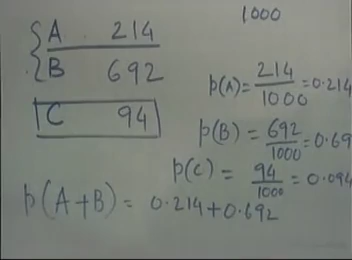 1000
A 214
B 692
C 94
p(A)= 214/1000 = 0.214
p(B) = 692/1000 = 0.69
p(C) = 94/1000 = 0.094
p(A+B) = 0.214+0.692